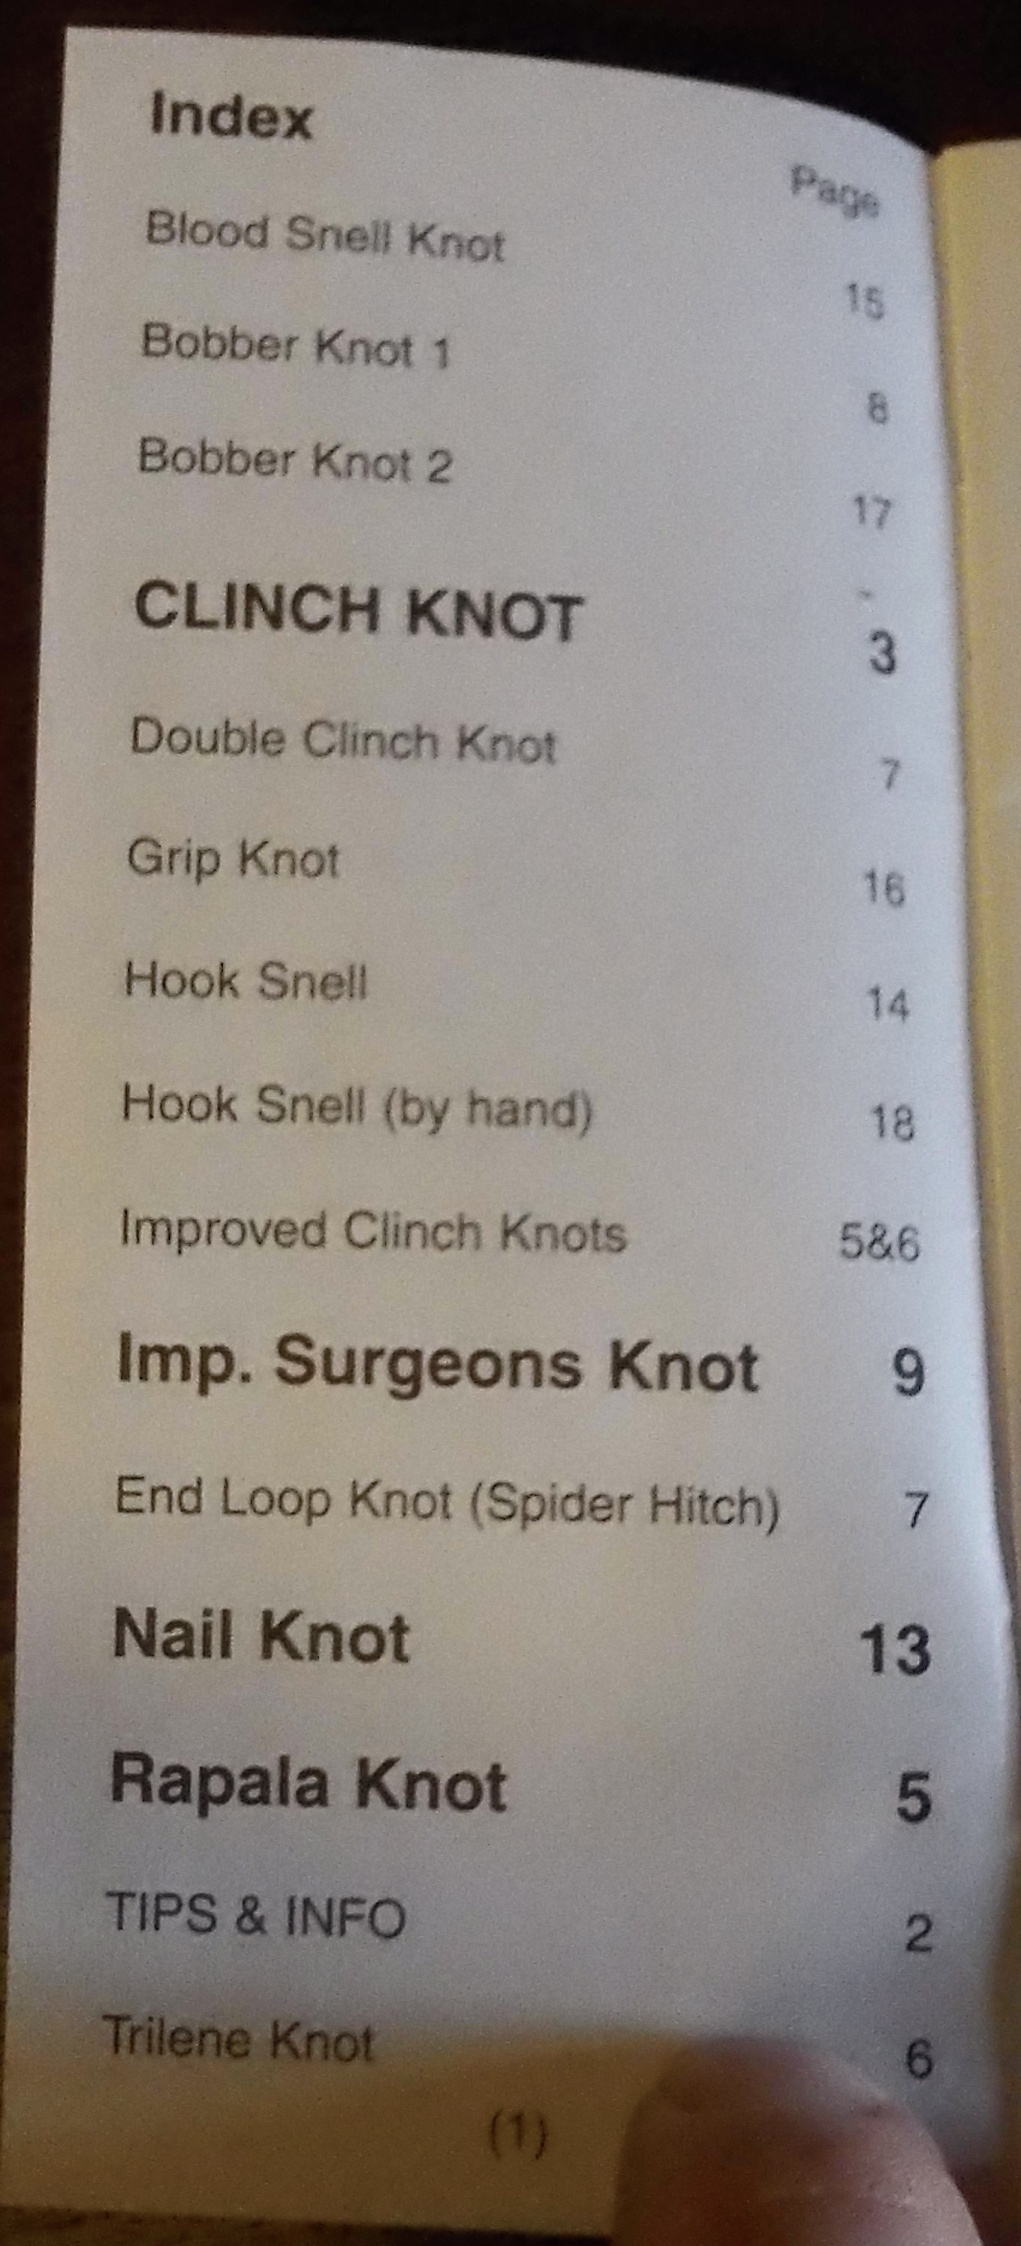 Index
Page
Blood Snell Knot 15
Bobber Knot 1 8
Bobber Knot 2 17
CLINCH KNOT 3
Double Clinch Knot 7
Grip Knot 16
Hook Snell 14
Hook Snell (by hand) 18
Improved Clinch Knots 5&6
Imp. Surgeons Knot 9
End Loop Knot (Spider Hitch) 7
Nail Knot 13
Rapala Knot 5
TIPS & INFO 2
Trilene Knot 6
(1)